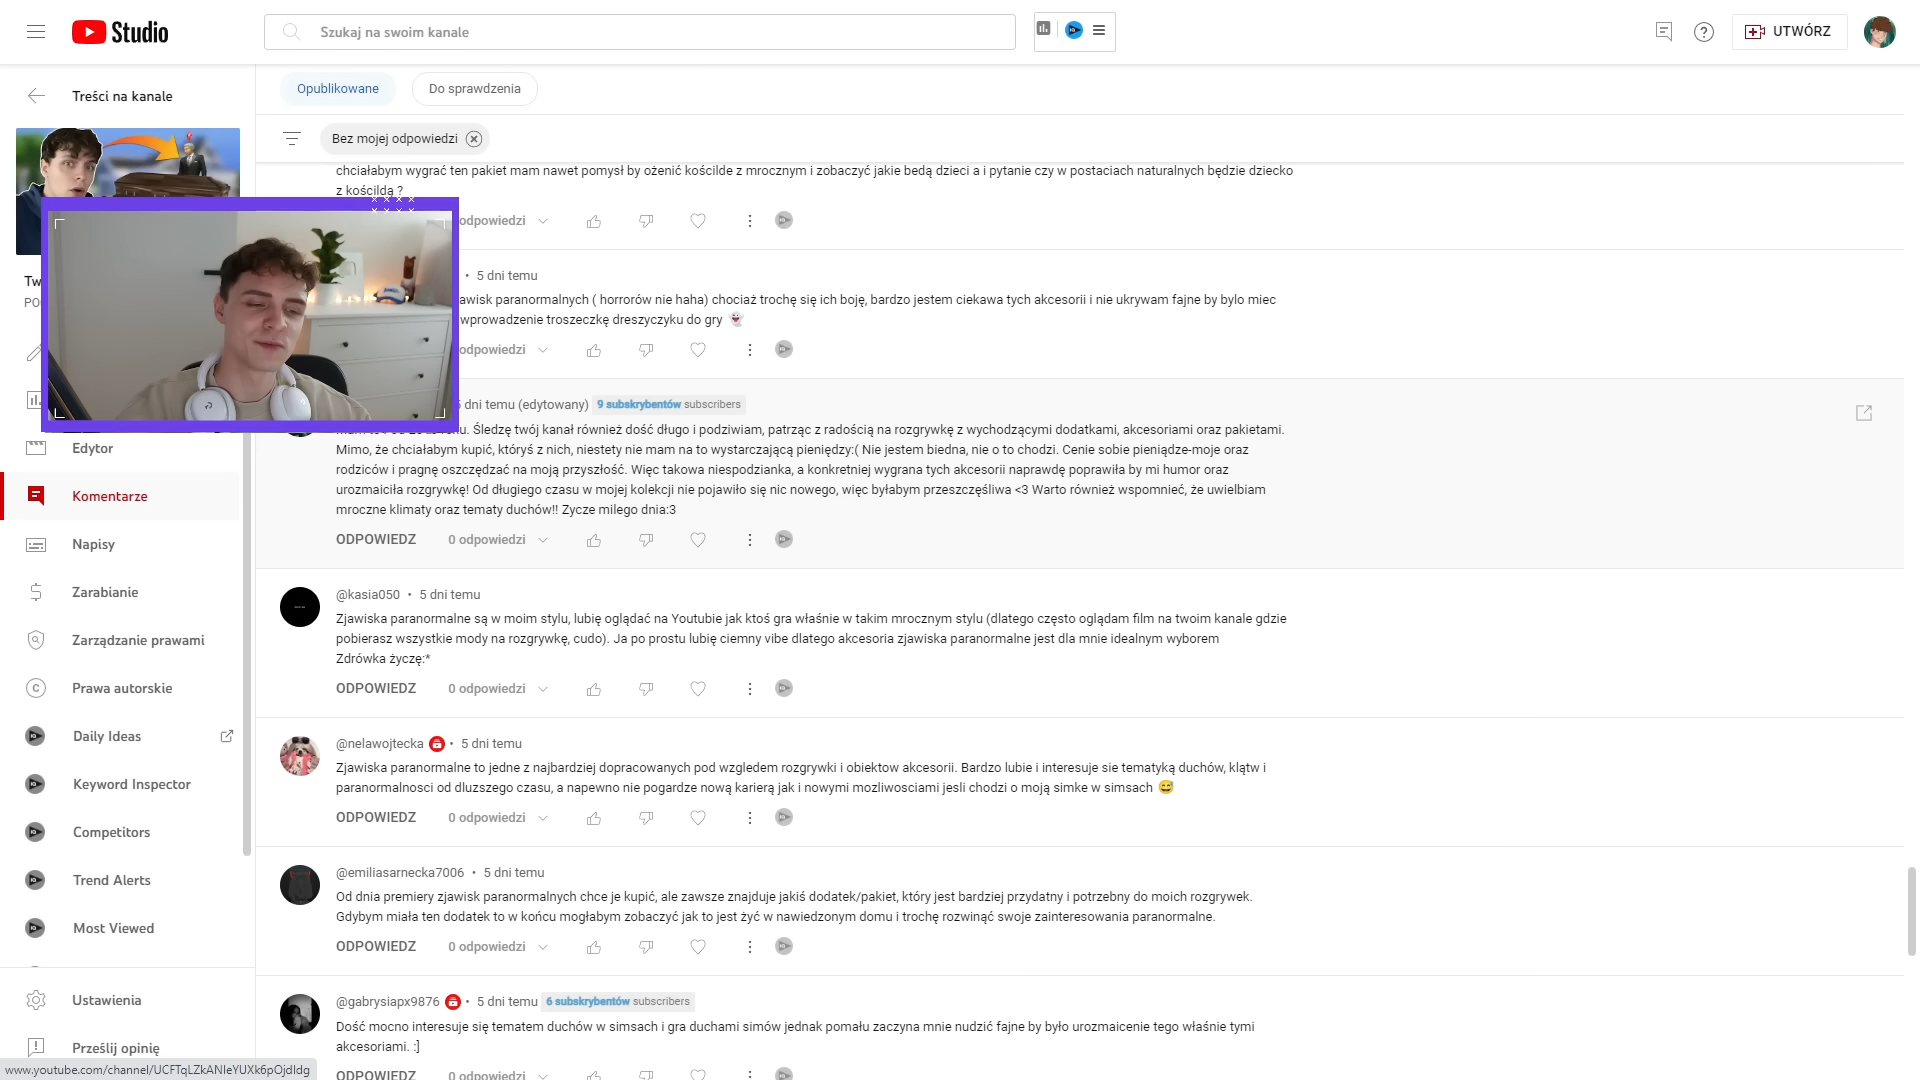 Studio
Szukaj na swoim kanale
UTWÓRZ
Treści na kanale
Opublikowane
Do sprawdzenia
Bez mojej odpowiedzi
chciałabym wygrać ten pakiet mam nawet pomysł by ożenić kościlde z mrocznym i zobaczyć jakie bedą dzieci a i pytanie czy w postaciach naturalnych będzie dziecko
z kościldą ?
odpowiedzi
• 5 dni temu
awisk paranormalnych ( horrorów nie haha) chociaż trochę się ich boję, bardzo jestem ciekawa tych akcesorii i nie ukrywam fajne by bylo miec
wprowadzenie troszeczkę dreszyczyku do gry 👻
odpowiedzi
Tw
PO
dni temu (edytowany) 9 subskrybentów subscribers
Śledzę twój kanał również dość długo i podziwiam, patrząc z radością na rozgrywkę z wychodzącymi dodatkami, akcesoriami oraz pakietami.
Mimo, że chciałabym kupić, któryś z nich, niestety nie mam na to wystarczającą pieniędzy:( Nie jestem biedna, nie o to chodzi. Cenie sobie pieniądze-moje oraz
rodziców i pragnę oszczędzać na moją przyszłość. Więc takowa niespodzianka, a konkretniej wygrana tych akcesorii naprawdę poprawiła by mi humor oraz
urozmaiciła rozgrywkę! Od długiego czasu w mojej kolekcji nie pojawiło się nic nowego, więc byłabym przeszczęśliwa <3 Warto również wspomnieć, że uwielbiam
mroczne klimaty oraz tematy duchów!! Zycze milego dnia:3
ODPOWIEDZ 0 odpowiedzi
Edytor
Komentarze
Napisy
Zarabianie
Zarządzanie prawami
Prawa autorskie
Daily Ideas
Keyword Inspector
Competitors
Trend Alerts
Most Viewed
Ustawienia
Prześlij opinię
@kasia050 • 5 dni temu
Zjawiska paranormalne są w moim stylu, lubię oglądać na Youtubie jak ktoś gra właśnie w takim mrocznym stylu (dlatego często oglądam film na twoim kanale gdzie
pobierasz wszystkie mody na rozgrywkę, cudo). Ja po prostu lubię ciemny vibe dlatego akcesoria zjawiska paranormalne jest dla mnie idealnym wyborem
Zdrówka życzę:*
ODPOWIEDZ 0 odpowiedzi
@nelawojtecka • 5 dni temu
Zjawiska paranormalne to jedne z najbardziej dopracowanych pod wzgledem rozgrywki i obiektow akcesorii. Bardzo lubie i interesuje sie tematyką duchów, klątw i
paranormalnosci od dluzszego czasu, a napewno nie pogardze nową karierą jak i nowymi mozliwosciami jesli chodzi o moją simke w simsach 😅
ODPOWIEDZ 0 odpowiedzi
@emiliasarnecka7006 • 5 dni temu
Od dnia premiery zjawisk paranormalnych chce je kupić, ale zawsze znajduje jakiś dodatek/pakiet, który jest bardziej przydatny i potrzebny do moich rozgrywek.
Gdybym miała ten dodatek to w końcu mogłabym zobaczyć jak to jest żyć w nawiedzonym domu i trochę rozwinąć swoje zainteresowania paranormalne.
ODPOWIEDZ 0 odpowiedzi
@gabrysiapx9876 • 5 dni temu 6 subskrybentów subscribers
Dość mocno interesuje się tematem duchów w simsach i gra duchami simów jednak pomału zaczyna mnie nudzić fajne by było urozmaicenie tego właśnie tymi
akcesoriami. :]
ODPOWIEDZ 0 odpowiedzi